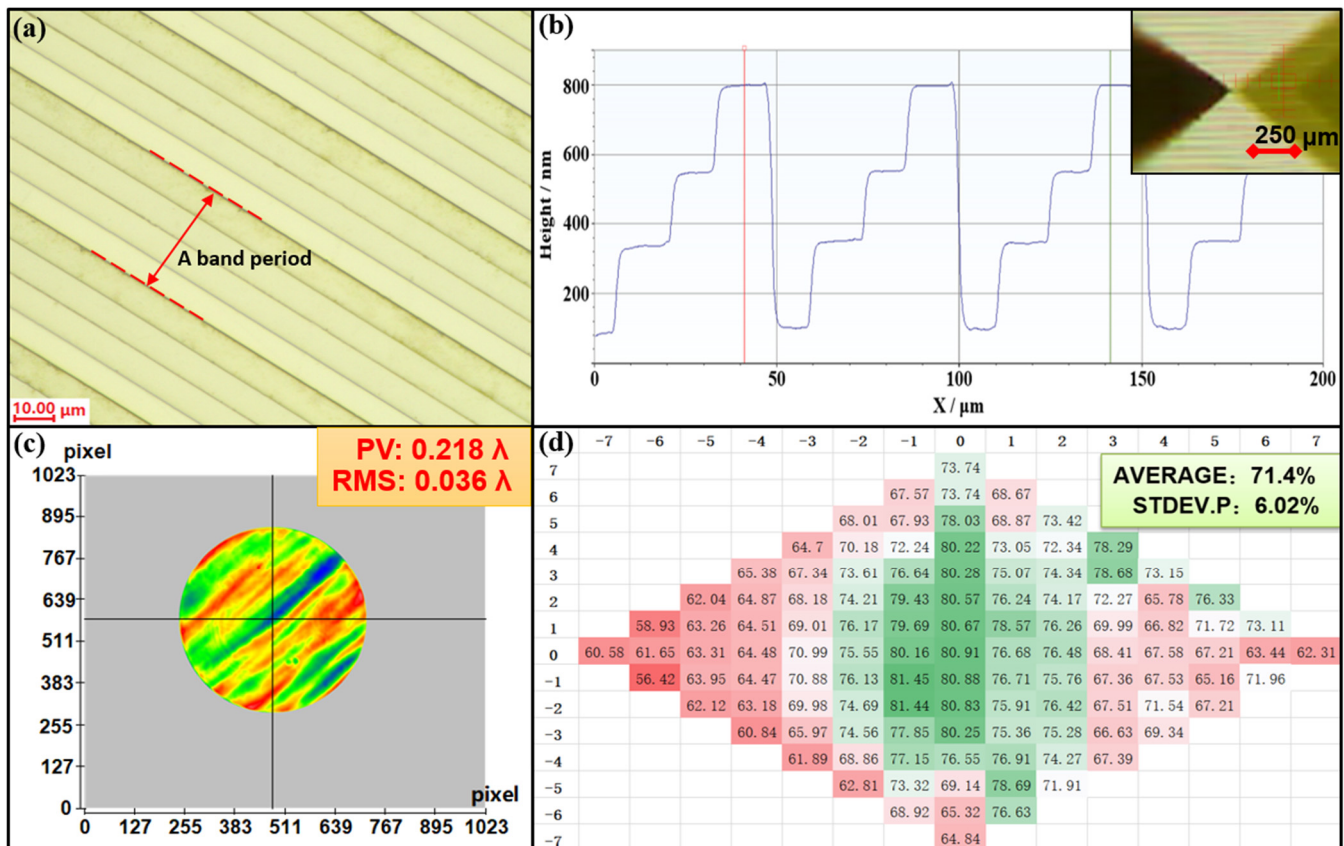 (a)
A band period
10.00 µm
(b)
Height / nm
800
600
400
200
0 50 100 150 200
X / µm
250 µm
(c)
pixel
PV: 0.218 λ
RMS: 0.036 λ
1023
895
767
639
511
383
255
127
0
0 127 255 383 511 639 767 895 1023
pixel
(d)
-7 -6 -5 -4 -3 -2 -1 0 1 2 3 4 5 6 7
AVERAGE: 71.4%
STDEV.P: 6.02%
7 73.74
6 67.57 73.74 68.67
5 68.01 67.93 78.03 68.87 73.42
4 64.7 70.18 72.24 80.22 73.05 72.34 78.29
3 65.38 67.34 73.61 76.64 80.28 75.07 74.34 78.68 73.15
2 62.04 64.87 68.18 74.21 79.43 80.57 76.24 74.17 72.27 65.78 76.33
1 58.93 63.26 64.51 69.01 76.17 79.69 80.67 78.57 76.26 69.99 66.82 71.72 73.11
0 60.58 61.65 63.31 64.48 70.99 75.55 80.16 80.91 76.68 76.48 68.41 67.58 67.21 63.44 62.31
-1 56.42 63.95 64.47 70.88 76.13 81.45 80.88 76.71 75.76 67.36 67.53 65.16 71.96
-2 62.12 63.18 69.98 74.69 81.44 80.83 75.91 76.42 67.51 71.54 67.21
-3 60.84 65.97 74.56 77.85 80.25 75.36 75.28 66.63 69.34
-4 61.89 68.86 77.15 76.55 76.91 74.27 67.39
-5 62.81 73.32 69.14 78.69 71.91
-6 68.92 65.32 76.63
-7 64.84